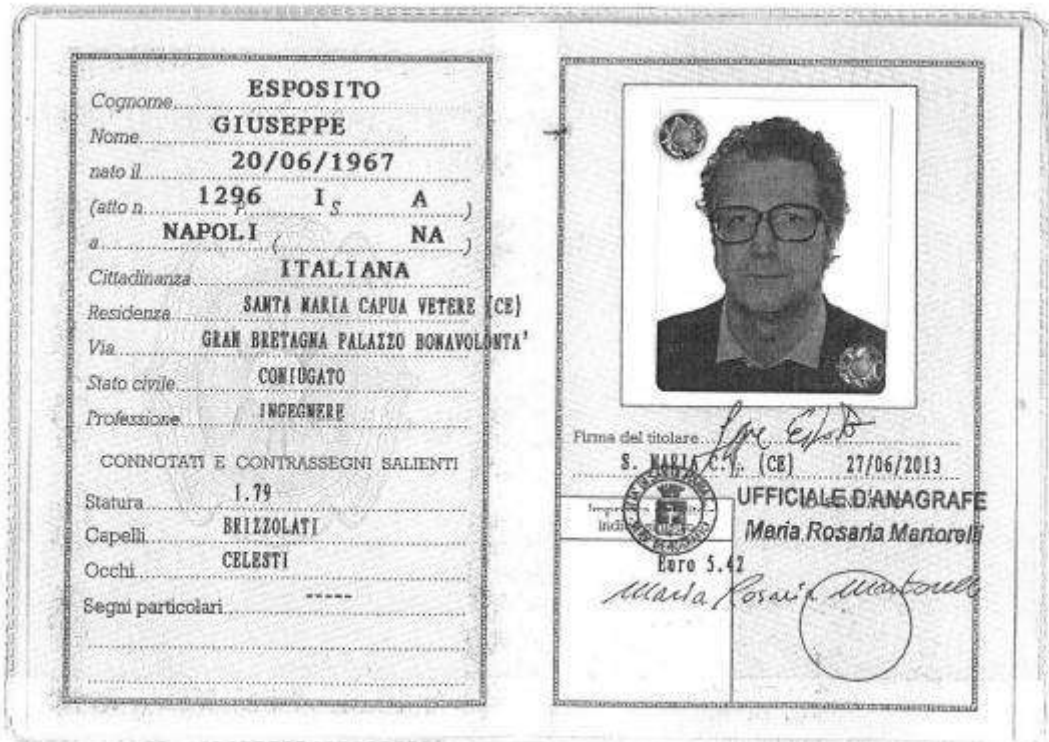 Cognome ESPOSITO
Nome GIUSEPPE
nato il 20/06/1967
(atto n. 1296 P. I S. A )
a NAPOLI ( NA )
Cittadinanza ITALIANA
Residenza SANTA MARIA CAPUA VETERE (CE)
Via GRAN BRETAGNA PALAZZO BONAVOLONTA'
Stato civile CONIUGATO
Professione INGEGNERE
CONNOTATI E CONTRASSEGNI SALIENTI
Statura 1.79
Capelli BRIZZOLATI
Occhi CELESTI
Segni particolari -----
Firma del titolare
S. MARIA C.V. (CE) 27/06/2013
UFFICIALE D'ANAGRAFE
Maria Rosaria Martorelli
Euro 5.42
Maria Rosaria Martorelli